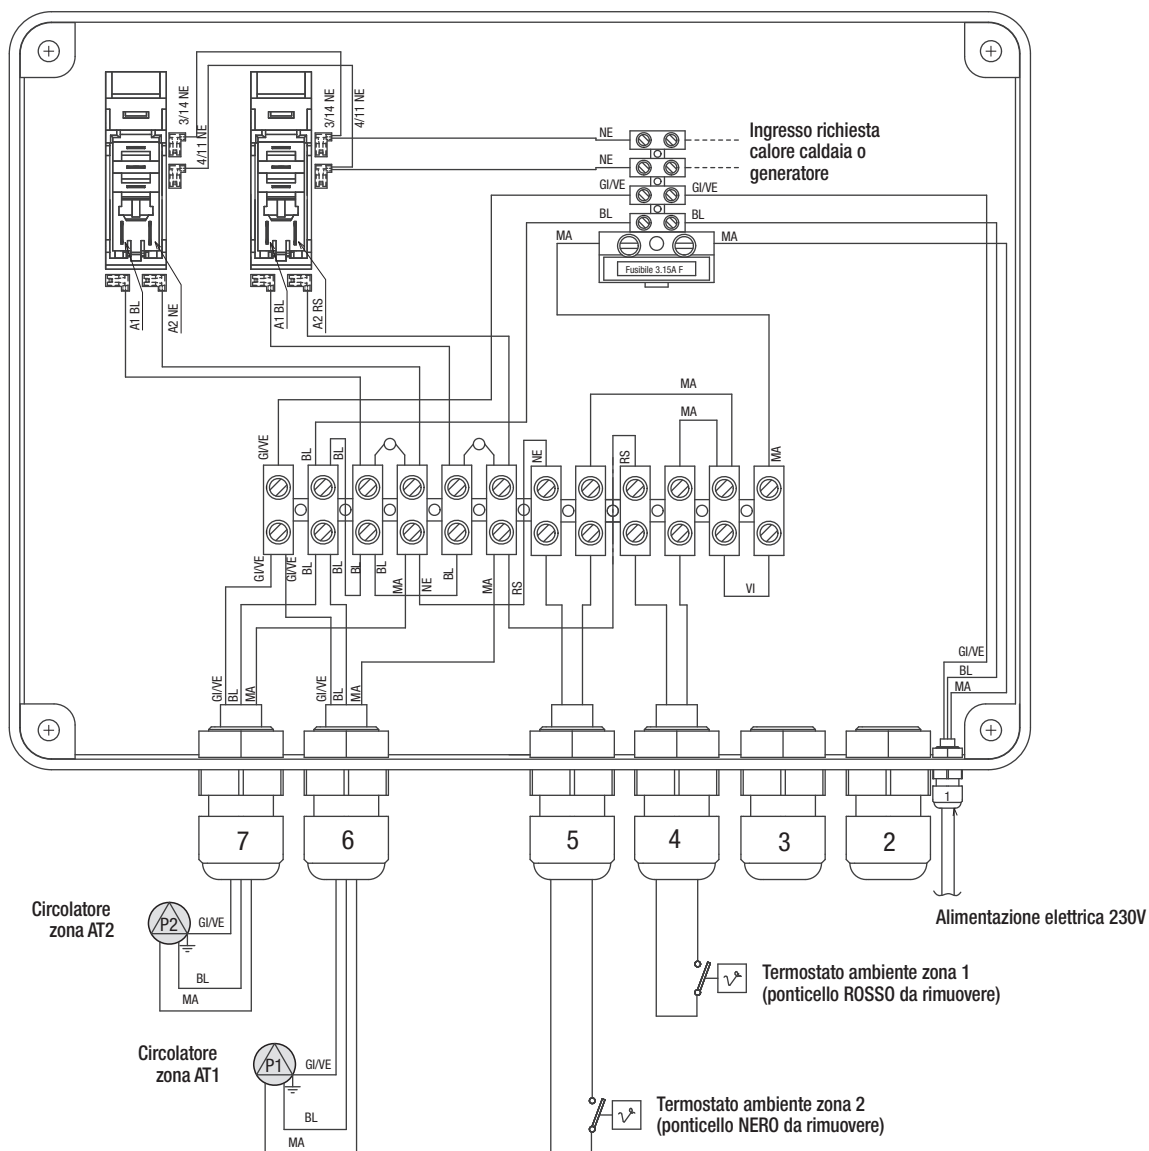 3/14 NE
4/11 NE
3/14 NE
4/11 NE
NE
Ingresso richiesta
calore caldaia o
generatore
NE
GI/VE
GI/VE
BL
BL
MA
MA
Fusibile 3.15A F
A1 BL
A2 NE
A1 BL
A2 RS
MA
MA
GI/VE
BL
BL
NE
RS
MA
GI/VE
GI/VE
BL
BL
BL
BL
MA
NE
BL
MA
RS
VI
GI/VE
BL
MA
GI/VE
BL
MA
GI/VE
BL
MA
1
7
6
5
4
3
2
Circolatore
zona AT2
P2
GI/VE
BL
MA
Alimentazione elettrica 230V
Termostato ambiente zona 1
(ponticello ROSSO da rimuovere)
Circolatore
zona AT1
P1
GI/VE
BL
MA
Termostato ambiente zona 2
(ponticello NERO da rimuovere)